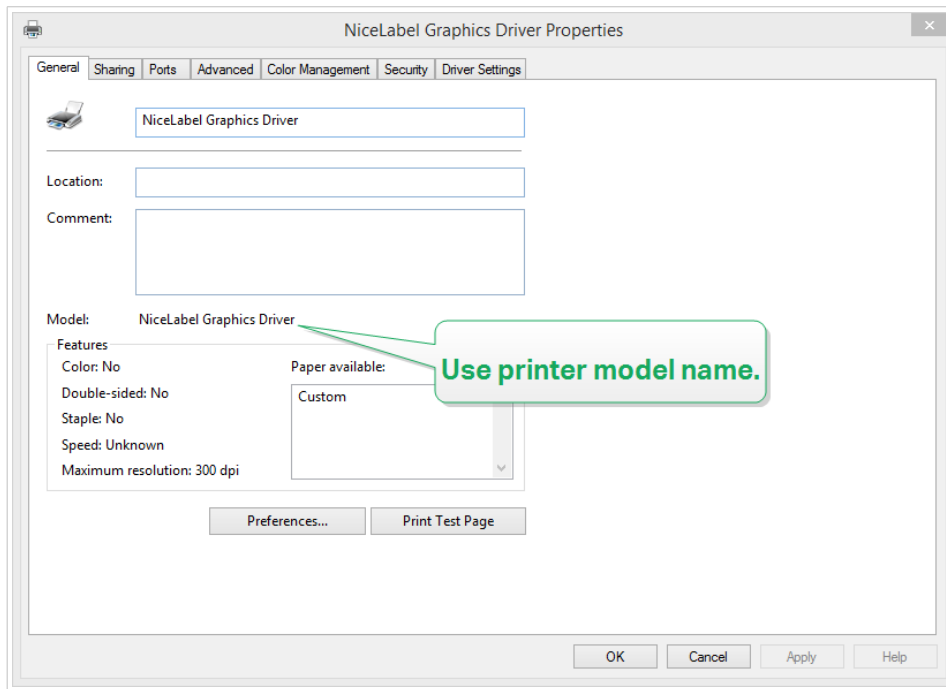 NiceLabel Graphics Driver Properties
General Sharing Ports Advanced Color Management Security Driver Settings
NiceLabel Graphics Driver
Location:
Comment:
Model: NiceLabel Graphics Driver
Use printer model name.
Features
Color: No
Double-sided: No
Staple: No
Speed: Unknown
Maximum resolution: 300 dpi
Paper available:
Custom
Preferences... Print Test Page
OK Cancel Apply Help